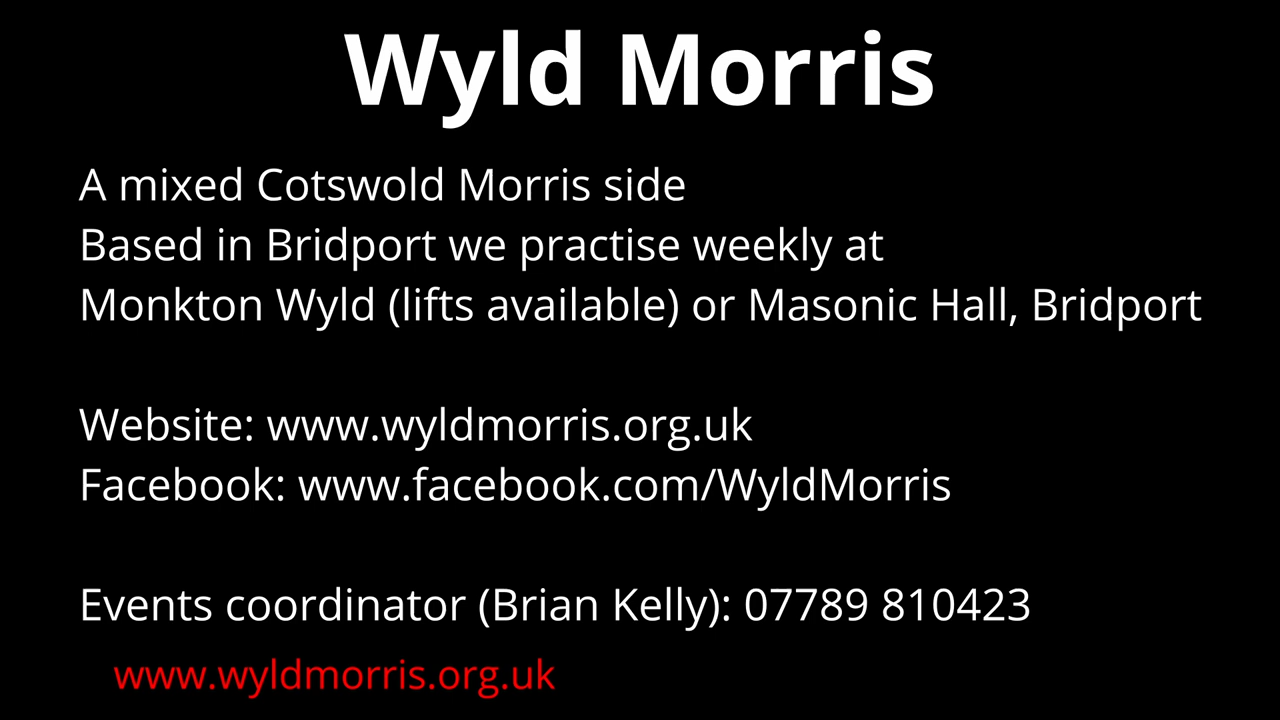 Wyld Morris
A mixed Cotswold Morris side
Based in Bridport we practise weekly at
Monkton Wyld (lifts available) or Masonic Hall, Bridport
Website: www.wyldmorris.org.uk
Facebook: www.facebook.com/WyldMorris
Events coordinator (Brian Kelly): 07789 810423
www.wyldmorris.org.uk